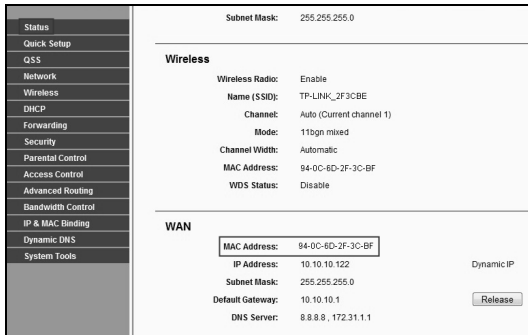 Status
Quick Setup
QSS
Network
Wireless
DHCP
Forwarding
Security
Parental Control
Access Control
Advanced Routing
Bandwidth Control
IP & MAC Binding
Dynamic DNS
System Tools
Subnet Mask: 255.255.255.0
Wireless
Wireless Radio: Enable
Name (SSID): TP-LINK_2F3CBE
Channel: Auto (Current channel 1)
Mode: 11bgn mixed
Channel Width: Automatic
MAC Address: 94-0C-6D-2F-3C-BF
WDS Status: Disable
WAN
MAC Address: 94-0C-6D-2F-3C-BF
IP Address: 10.10.10.122 Dynamic IP
Subnet Mask: 255.255.255.0
Default Gateway: 10.10.10.1 Release
DNS Server: 8.8.8.8 , 172.31.1.1